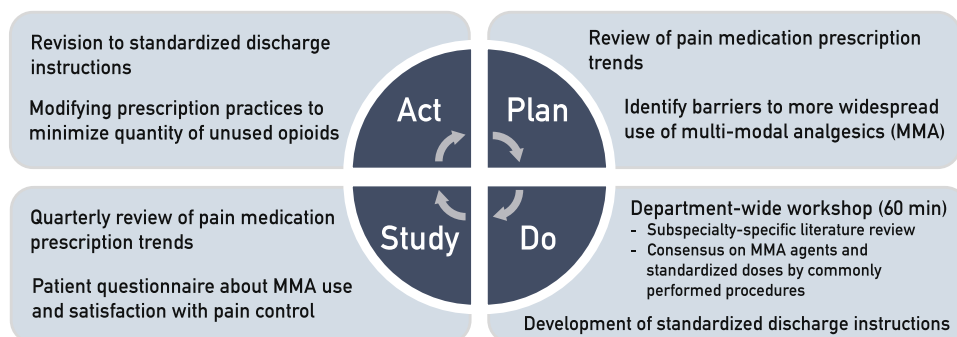 Revision to standardized discharge
instructions
Modifying prescription practices to
minimize quantity of unused opioids
Act
Plan
Review of pain medication prescription
trends
Identify barriers to more widespread
use of multi-modal analgesics (MMA)
Quarterly review of pain medication
prescription trends
Patient questionnaire about MMA use
and satisfaction with pain control
Study
Do
Department-wide workshop (60 min)
- Subspecialty-specific literature review
- Consensus on MMA agents and
standardized doses by commonly
performed procedures
Development of standardized discharge instructions